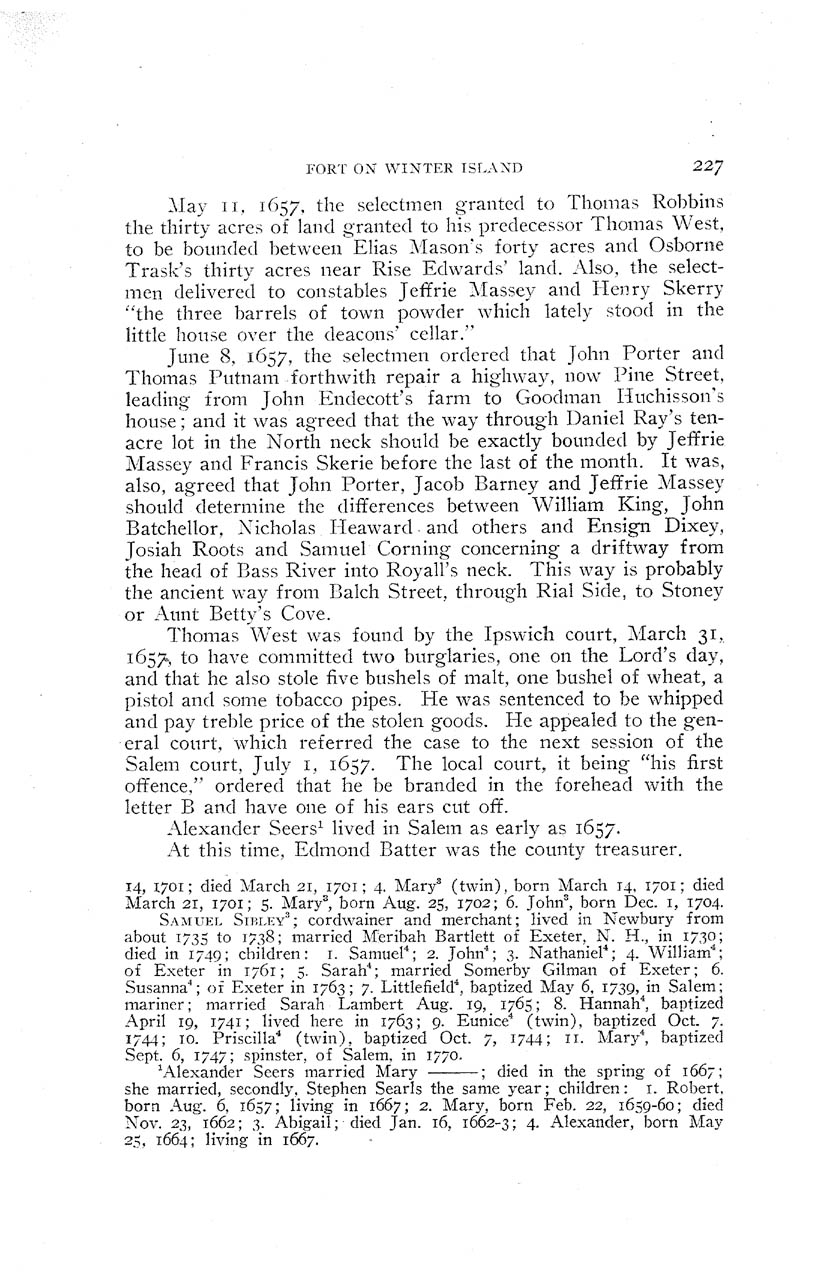 FORT ON WINTER ISLAND 227
May 11, 1657, the selectmen granted to Thomas Robbins
the thirty acres of land granted to his predecessor Thomas West,
to be bounded between Elias Mason's forty acres and Osborne
Trask's thirty acres near Rise Edwards' land. Also, the select-
men delivered to constables Jeffrie Massey and Henry Skerry
"the three barrels of town powder which lately stood in the
little house over the deacons' cellar."
June 8, 1657, the selectmen ordered that John Porter and
Thomas Putnam forthwith repair a highway, now Pine Street,
leading from John Endecott's farm to Goodman Huchisson's
house; and it was agreed that the way through Daniel Ray's ten-
acre lot in the North neck should be exactly bounded by Jeffrie
Massey and Francis Skerie before the last of the month. It was,
also, agreed that John Porter, Jacob Barney and Jeffrie Massey
should determine the differences between William King, John
Batchellor, Nicholas Heaward and others and Ensign Dixey,
Josiah Roots and Samuel Corning concerning a driftway from
the head of Bass River into Royall's neck. This way is probably
the ancient way from Balch Street, through Rial Side, to Stoney
or Aunt Betty's Cove.
Thomas West was found by the Ipswich court, March 31,
1657, to have committed two burglaries, one on the Lord's day,
and that he also stole five bushels of malt, one bushel of wheat, a
pistol and some tobacco pipes. He was sentenced to be whipped
and pay treble price of the stolen goods. He appealed to the gen-
eral court, which referred the case to the next session of the
Salem court, July 1, 1657. The local court, it being "his first
offence," ordered that he be branded in the forehead with the
letter B and have one of his ears cut off.
Alexander Seers¹ lived in Salem as early as 1657.
At this time, Edmond Batter was the county treasurer.
14, 1701; died March 21, 1701; 4. Mary³ (twin), born March 14, 1701; died
March 21, 1701; 5. Mary³, born Aug. 25, 1702; 6. John³, born Dec. 1, 1704.
SAMUEL SIBLEY³; cordwainer and merchant; lived in Newbury from
about 1735 to 1738; married Meribah Bartlett of Exeter, N. H., in 1730;
died in 1749; children: 1. Samuel⁴; 2. John⁴; 3. Nathaniel⁴; 4. William⁴;
of Exeter in 1761; 5. Sarah⁴; married Somerby Gilman of Exeter; 6.
Susanna⁴; of Exeter in 1763; 7. Littlefield⁴, baptized May 6, 1739, in Salem;
mariner; married Sarah Lambert Aug. 19, 1765; 8. Hannah⁴, baptized
April 19, 1741; lived here in 1763; 9. Eunice⁴ (twin), baptized Oct. 7.
1744; 10. Priscilla⁴ (twin), baptized Oct. 7, 1744; 11. Mary⁴, baptized
Sept. 6, 1747; spinster, of Salem, in 1770.
¹Alexander Seers married Mary ———; died in the spring of 1667;
she married, secondly, Stephen Searls the same year; children: 1. Robert,
born Aug. 6, 1657; living in 1667; 2. Mary, born Feb. 22, 1659-60; died
Nov. 23, 1662; 3. Abigail; died Jan. 16, 1662-3; 4. Alexander, born May
25, 1664; living in 1667.